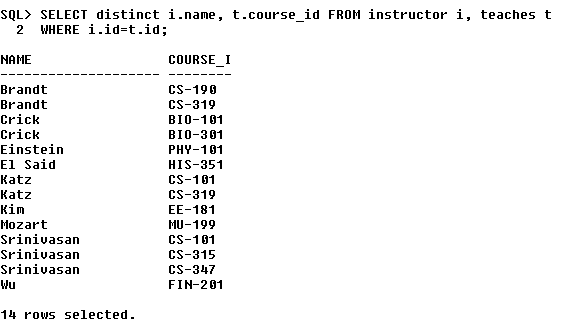 SQL> SELECT distinct i.name, t.course_id FROM instructor i, teaches t
  2  WHERE i.id=t.id;

NAME                 COURSE_I
-------------------- --------
Brandt               CS-190
Brandt               CS-319
Crick                BIO-101
Crick                BIO-301
Einstein             PHY-101
El Said              HIS-351
Katz                 CS-101
Katz                 CS-319
Kim                  EE-181
Mozart               MU-199
Srinivasan           CS-101
Srinivasan           CS-315
Srinivasan           CS-347
Wu                   FIN-201

14 rows selected.